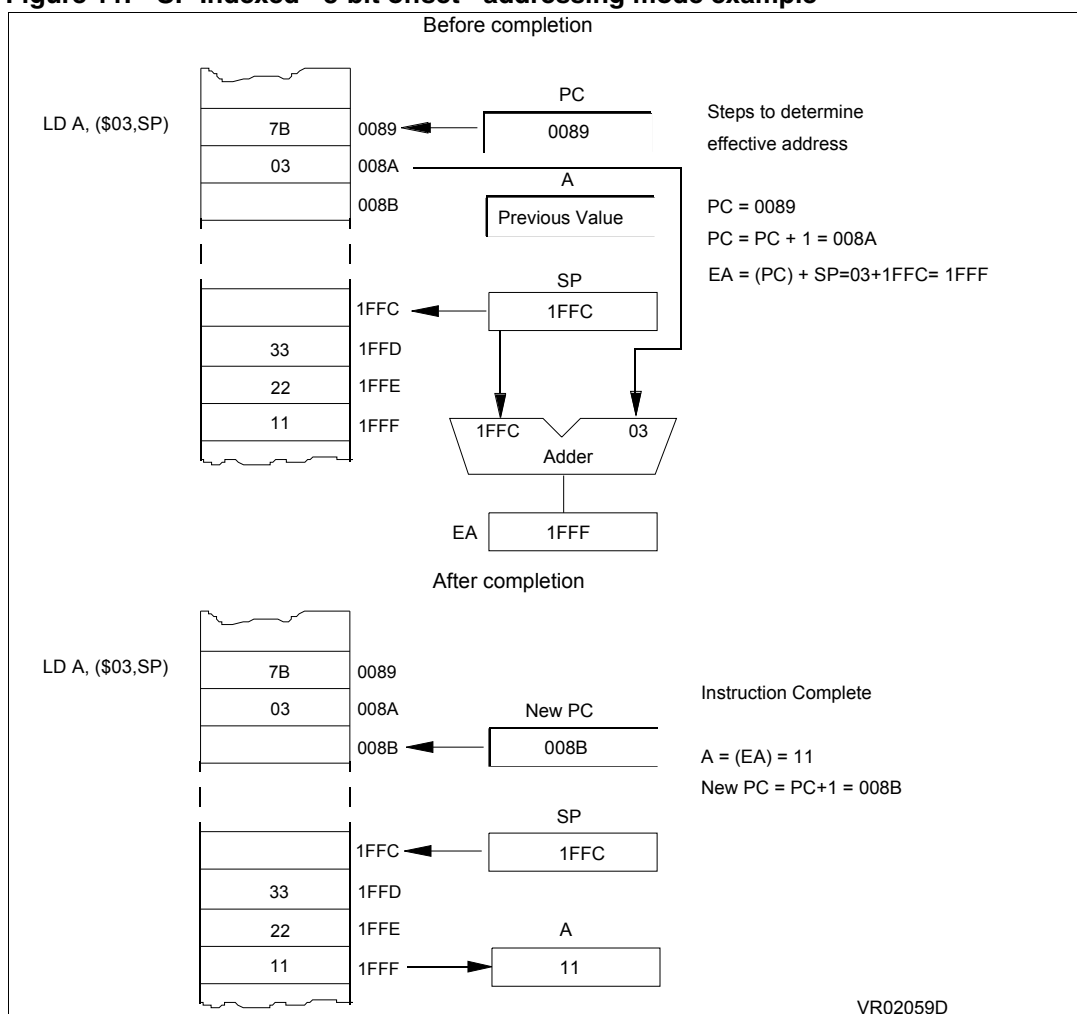 Before completion
PC
LD A, ($03,SP)
7B
0089
0089
Steps to determine
effective address
03
008A
A
008B
Previous Value
PC = 0089
PC = PC + 1 = 008A
EA = (PC) + SP=03+1FFC= 1FFF
SP
1FFC
1FFC
33
1FFD
22
1FFE
11
1FFF
1FFC
03
Adder
EA
1FFF
After completion
LD A, ($03,SP)
7B
0089
03
008A
New PC
Instruction Complete
008B
008B
A = (EA) = 11
New PC = PC+1 = 008B
SP
1FFC
1FFC
33
1FFD
22
1FFE
A
11
1FFF
11
VR02059D